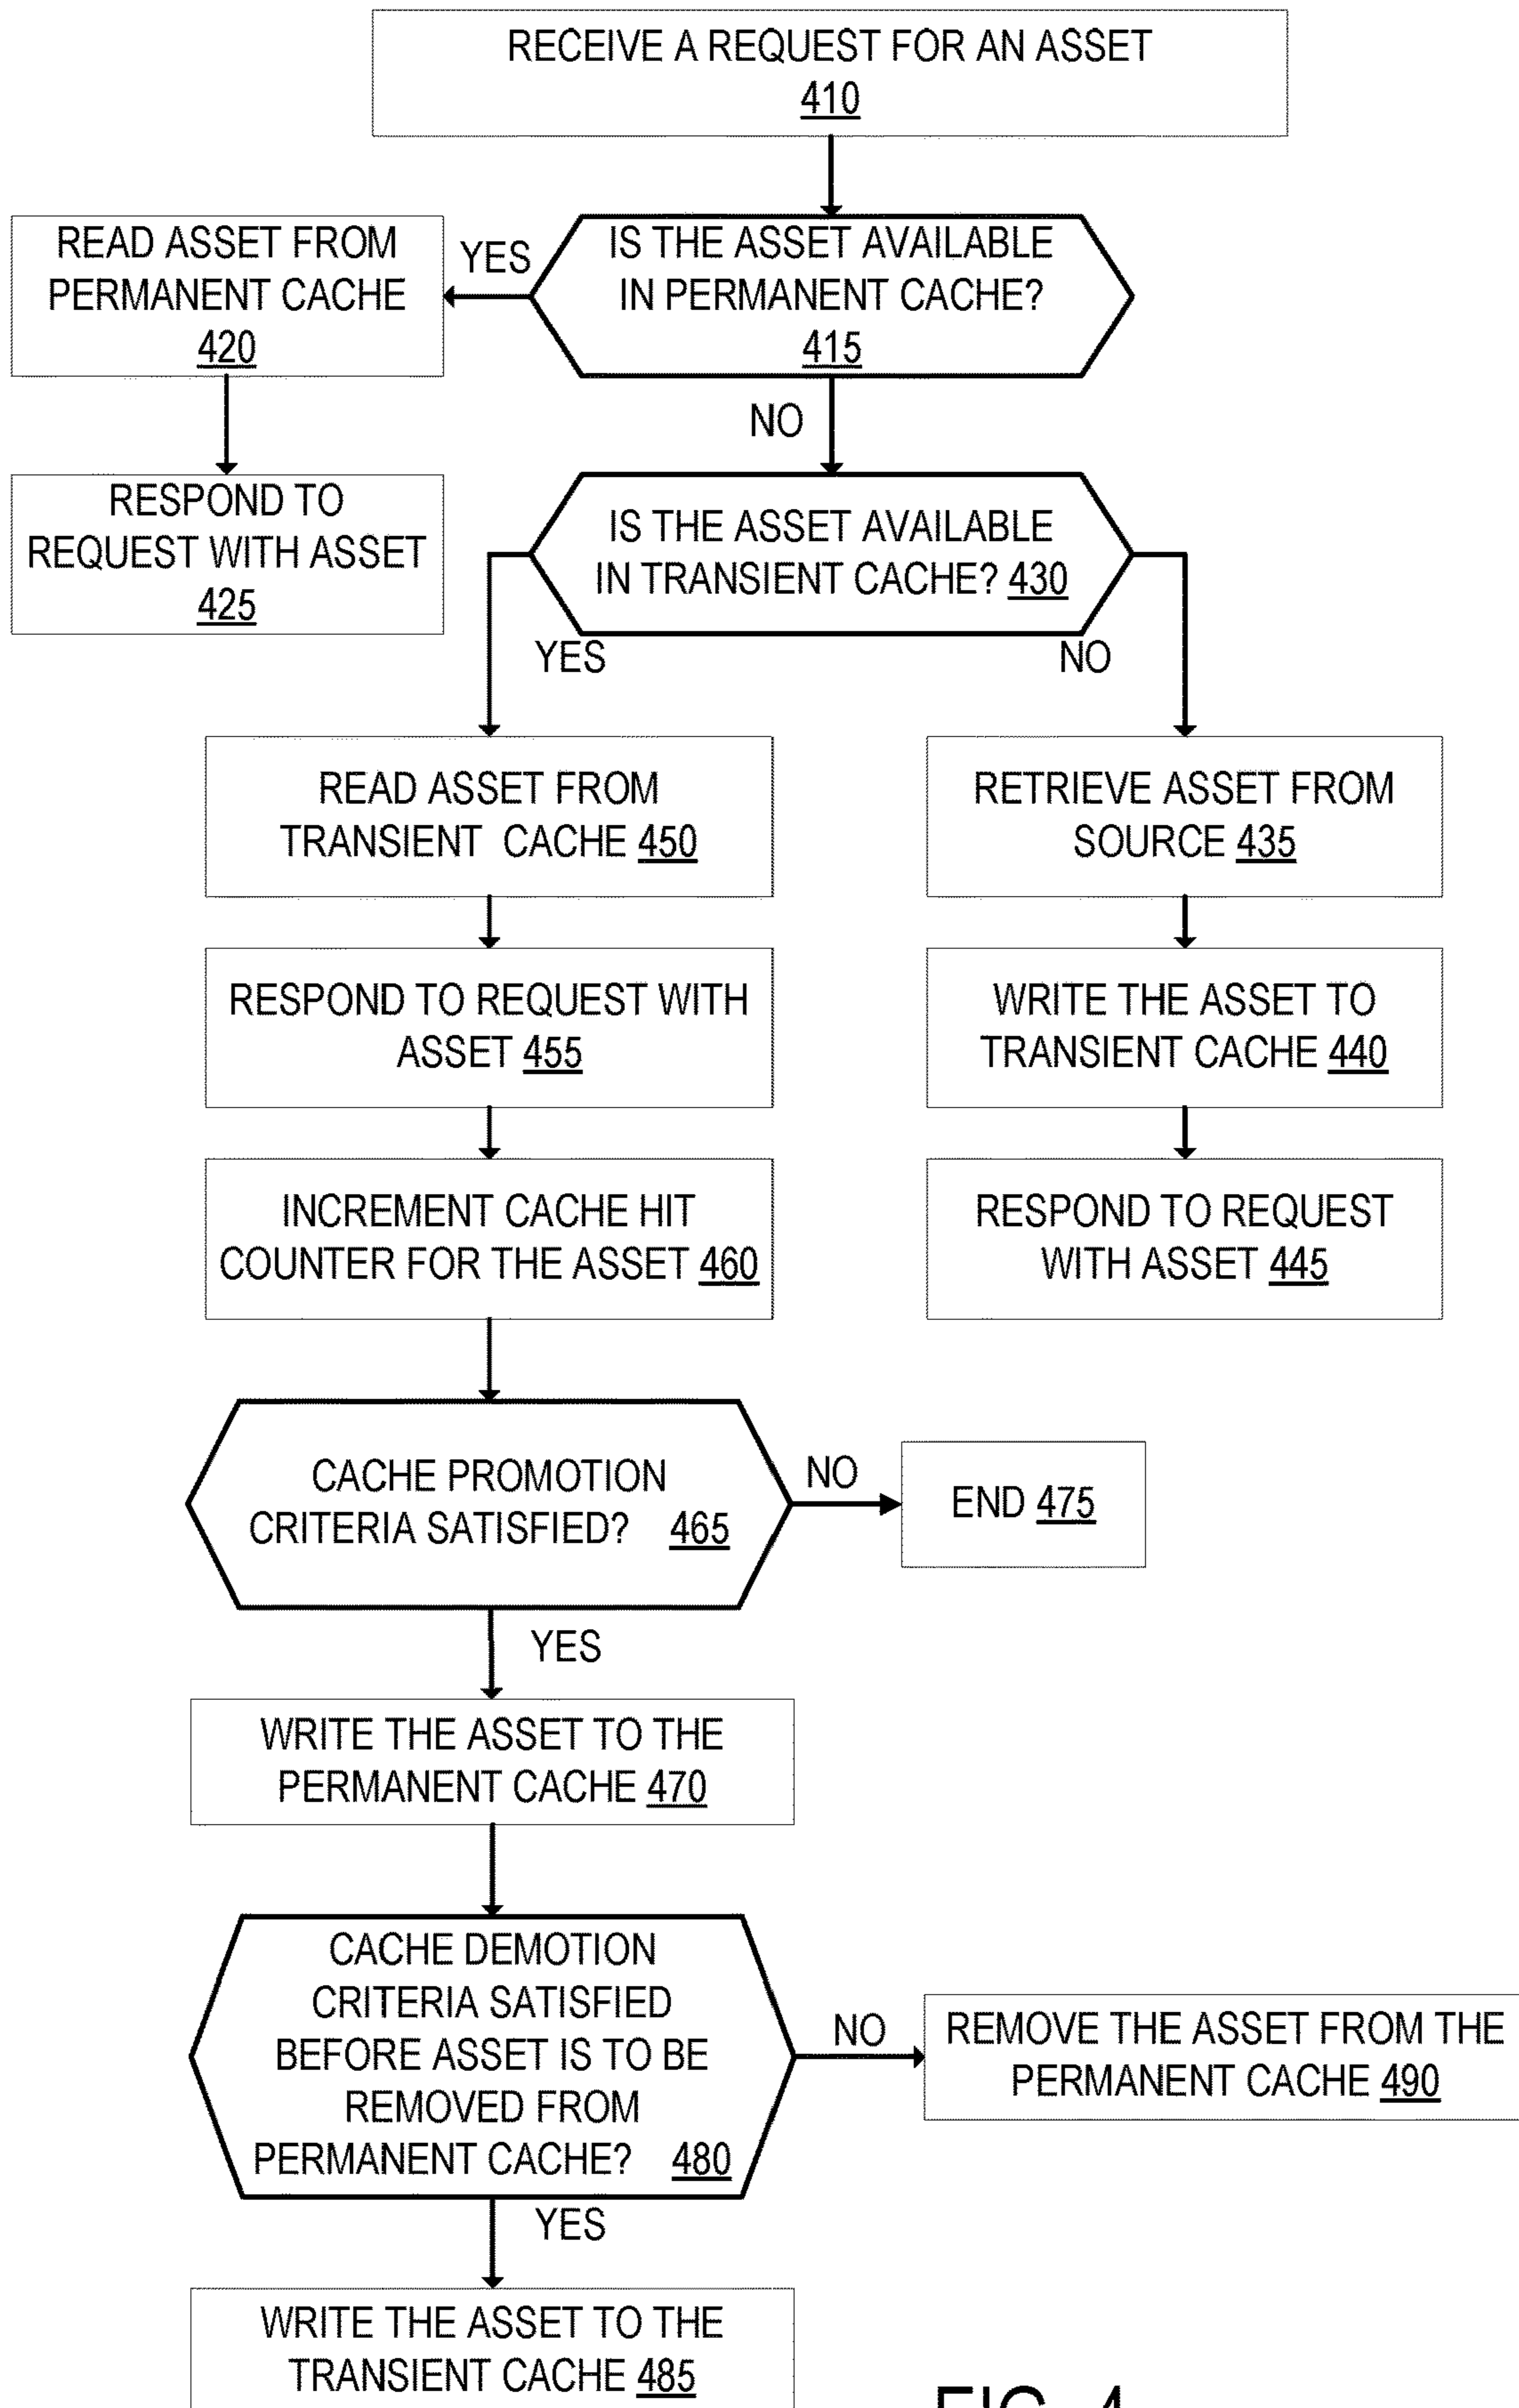 RECEIVE A REQUEST FOR AN ASSET
410
READ ASSET FROM
PERMANENT CACHE
420
YES
IS THE ASSET AVAILABLE
IN PERMANENT CACHE?
415
NO
RESPOND TO
REQUEST WITH ASSET
425
IS THE ASSET AVAILABLE
IN TRANSIENT CACHE? 430
YES
NO
READ ASSET FROM
TRANSIENT CACHE 450
RETRIEVE ASSET FROM
SOURCE 435
RESPOND TO REQUEST WITH
ASSET 455
WRITE THE ASSET TO
TRANSIENT CACHE 440
INCREMENT CACHE HIT
COUNTER FOR THE ASSET 460
RESPOND TO REQUEST
WITH ASSET 445
CACHE PROMOTION
CRITERIA SATISFIED? 465
NO
END 475
YES
WRITE THE ASSET TO THE
PERMANENT CACHE 470
CACHE DEMOTION
CRITERIA SATISFIED
BEFORE ASSET IS TO BE
REMOVED FROM
PERMANENT CACHE? 480
NO
REMOVE THE ASSET FROM THE
PERMANENT CACHE 490
YES
WRITE THE ASSET TO THE
TRANSIENT CACHE 485
FIG. 4